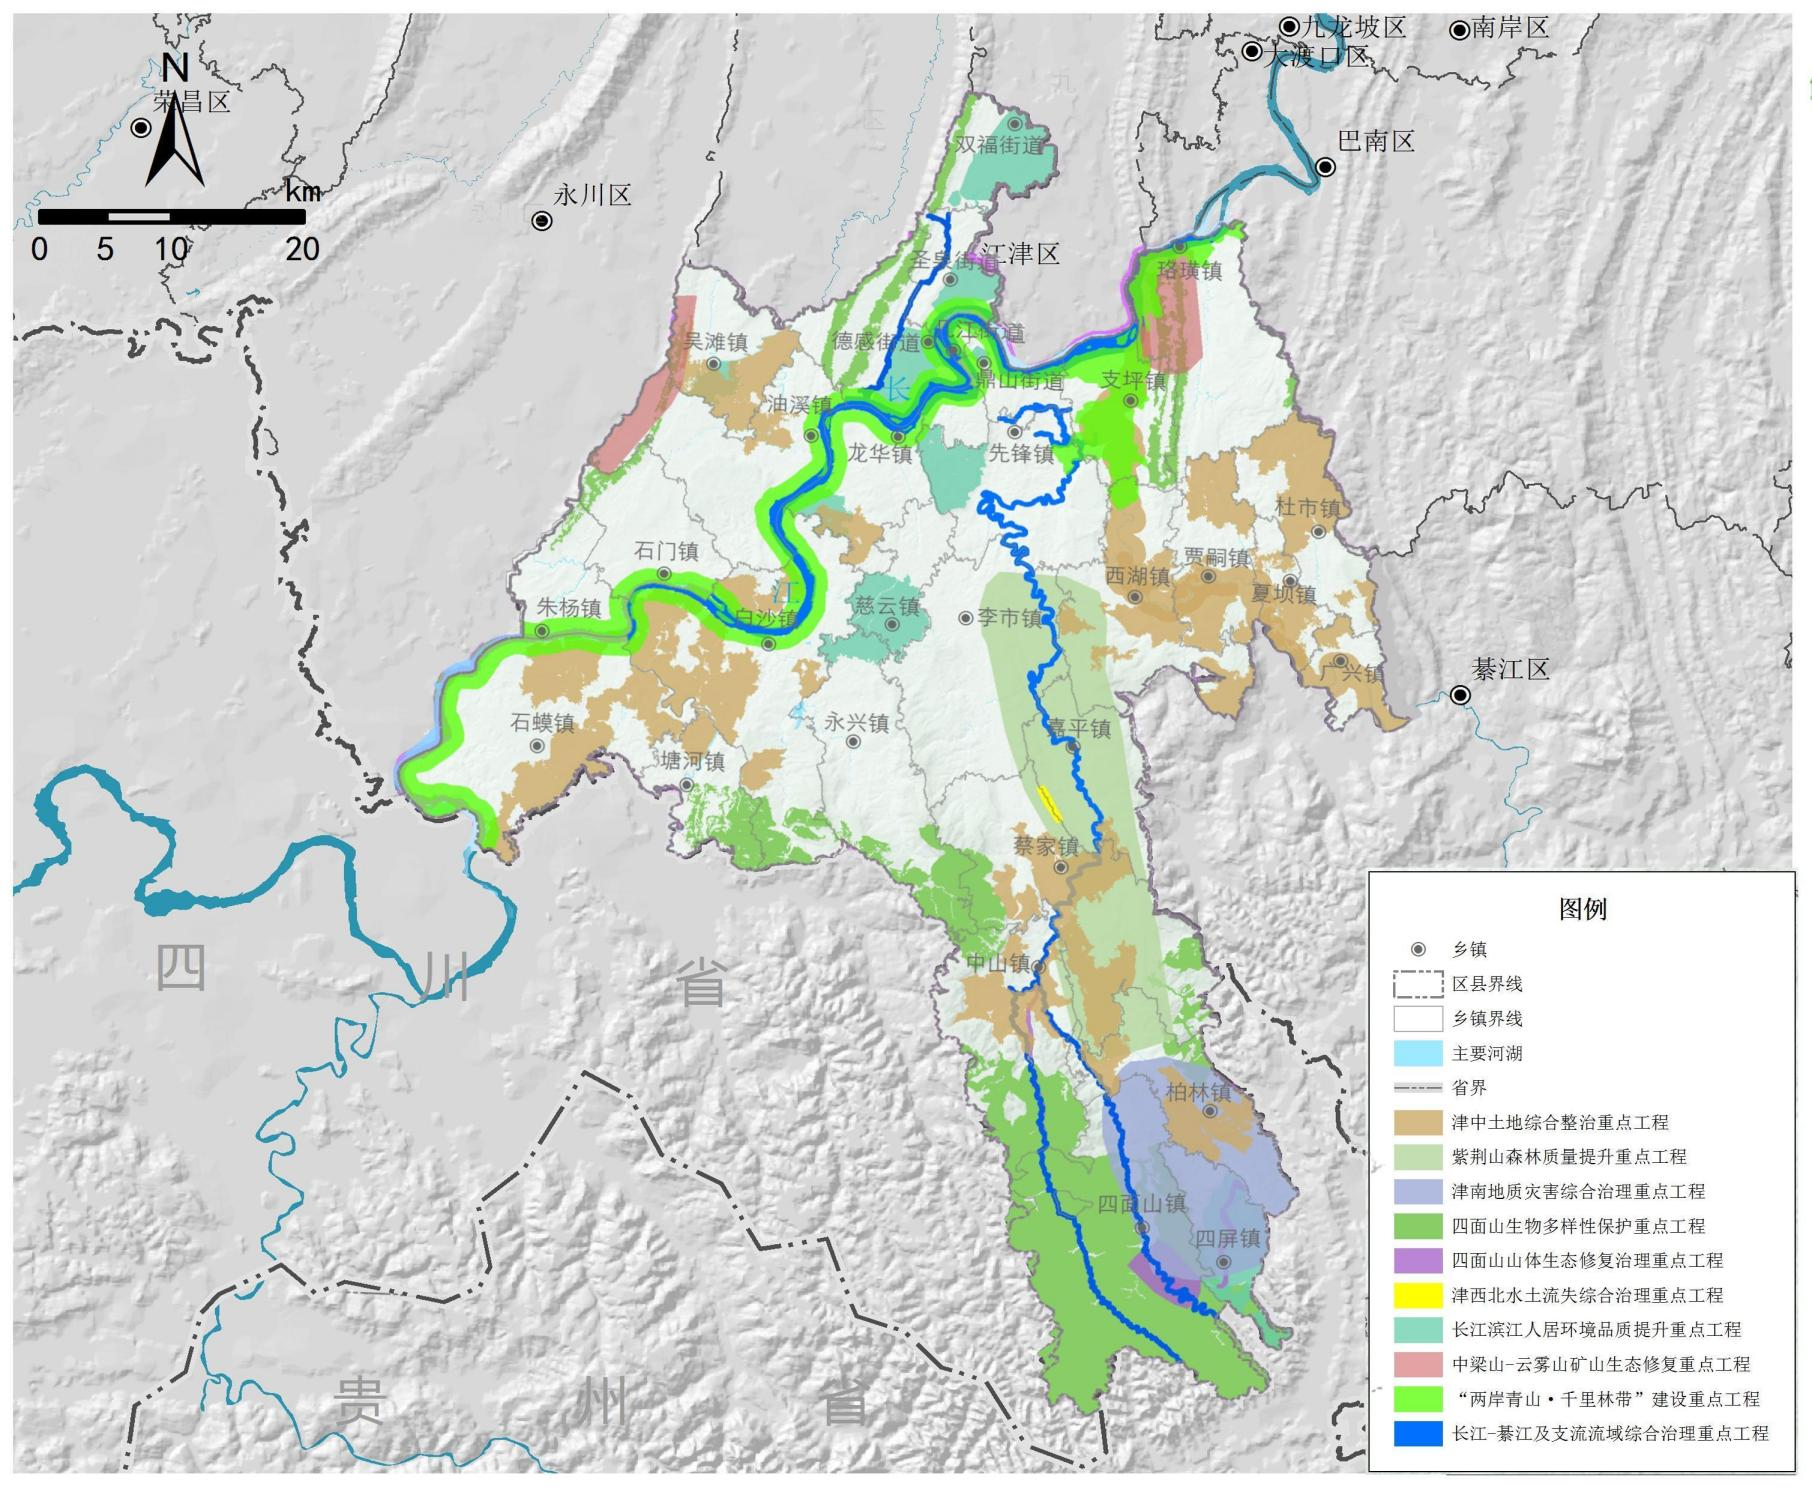 九龙坡区
南岸区
大渡口区
N
荣昌区
巴南区
双福街道
永川区
km
0 5 10 20
江津区
圣泉街道
珞璜镇
吴滩镇
德感街道
几江街道
长
鼎山街道
支坪镇
油溪镇
龙华镇
先锋镇
杜市镇
石门镇
贾嗣镇
西湖镇
夏坝镇
江
朱杨镇
白沙镇
慈云镇
李市镇
广兴镇
綦江区
石蟆镇
永兴镇
嘉平镇
塘河镇
蔡家镇
四 川 省
中山镇
柏林镇
四面山镇
四屏镇
贵 州 省
图例
乡镇
区县界线
乡镇界线
主要河湖
省界
津中土地综合整治重点工程
紫荆山森林质量提升重点工程
津南地质灾害综合治理重点工程
四面山生物多样性保护重点工程
四面山山体生态修复治理重点工程
津西北水土流失综合治理重点工程
长江滨江人居环境品质提升重点工程
中梁山-云雾山矿山生态修复重点工程
“两岸青山·千里林带”建设重点工程
长江-綦江及支流流域综合治理重点工程